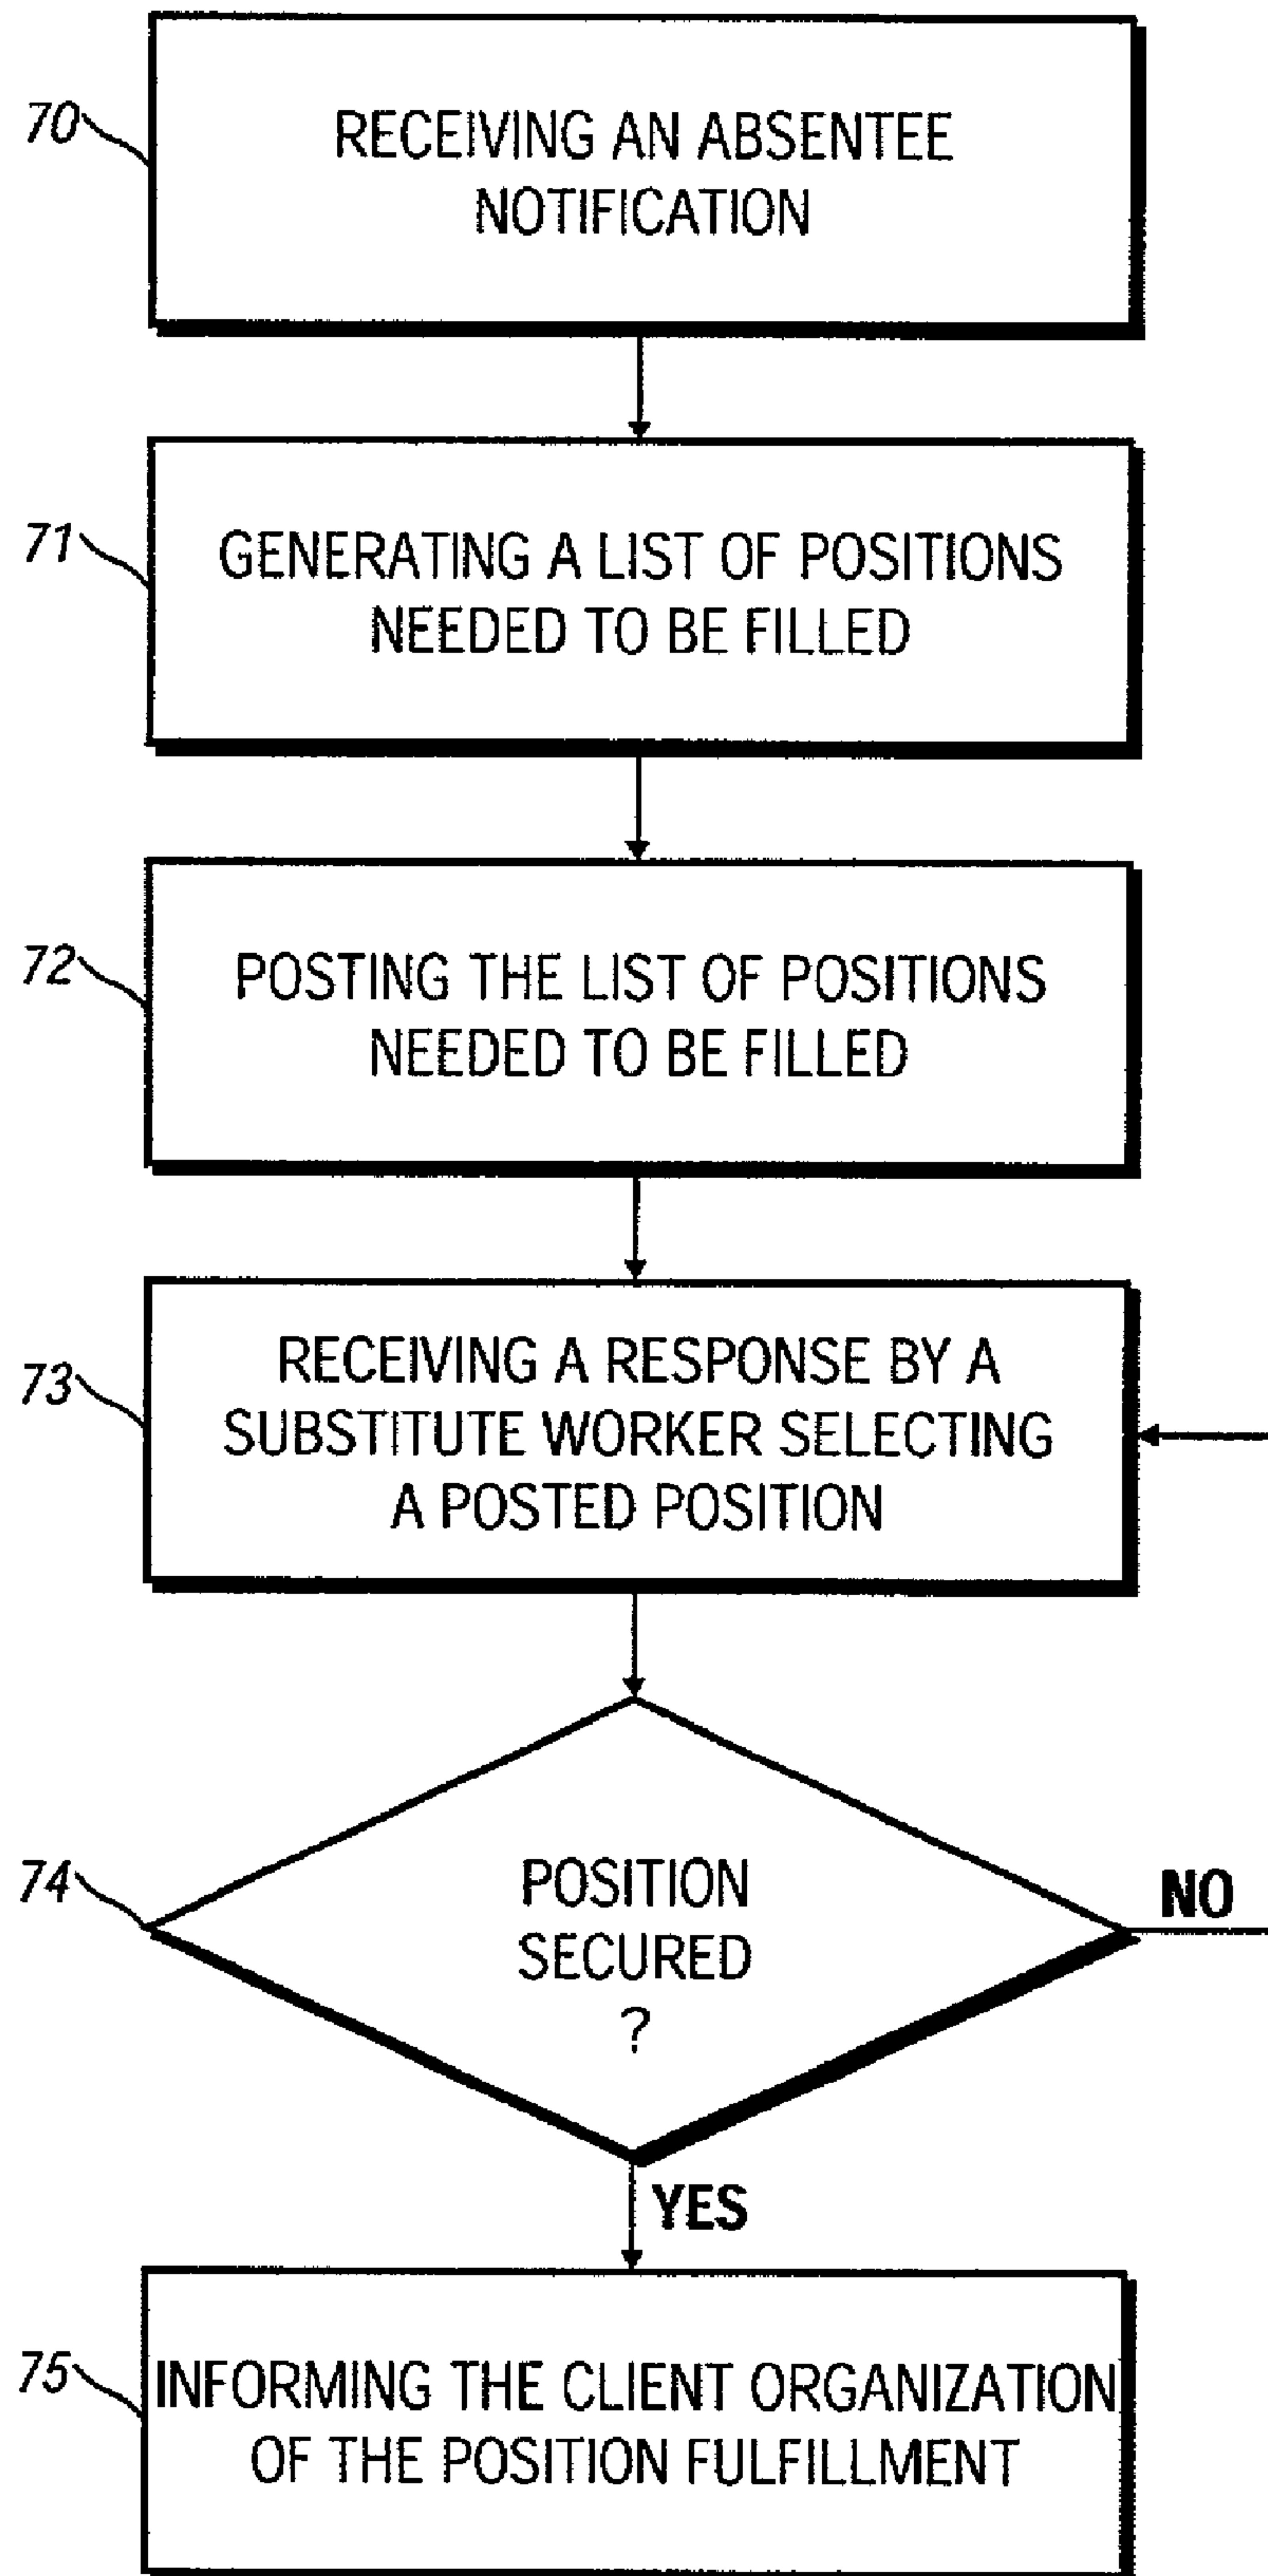 70
RECEIVING AN ABSENTEE
NOTIFICATION
71
GENERATING A LIST OF POSITIONS
NEEDED TO BE FILLED
72
POSTING THE LIST OF POSITIONS
NEEDED TO BE FILLED
73
RECEIVING A RESPONSE BY A
SUBSTITUTE WORKER SELECTING
A POSTED POSITION
74
POSITION
SECURED
?
NO
YES
75
INFORMING THE CLIENT ORGANIZATION
OF THE POSITION FULFILLMENT